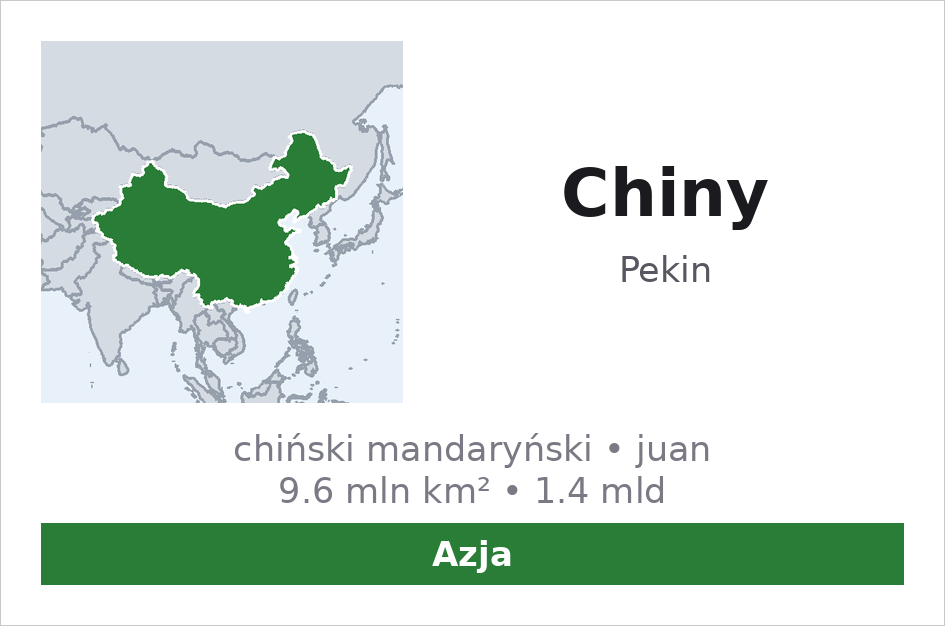 Chiny
Pekin
chiński mandaryński • juan
9.6 mln km² • 1.4 mld
Azja